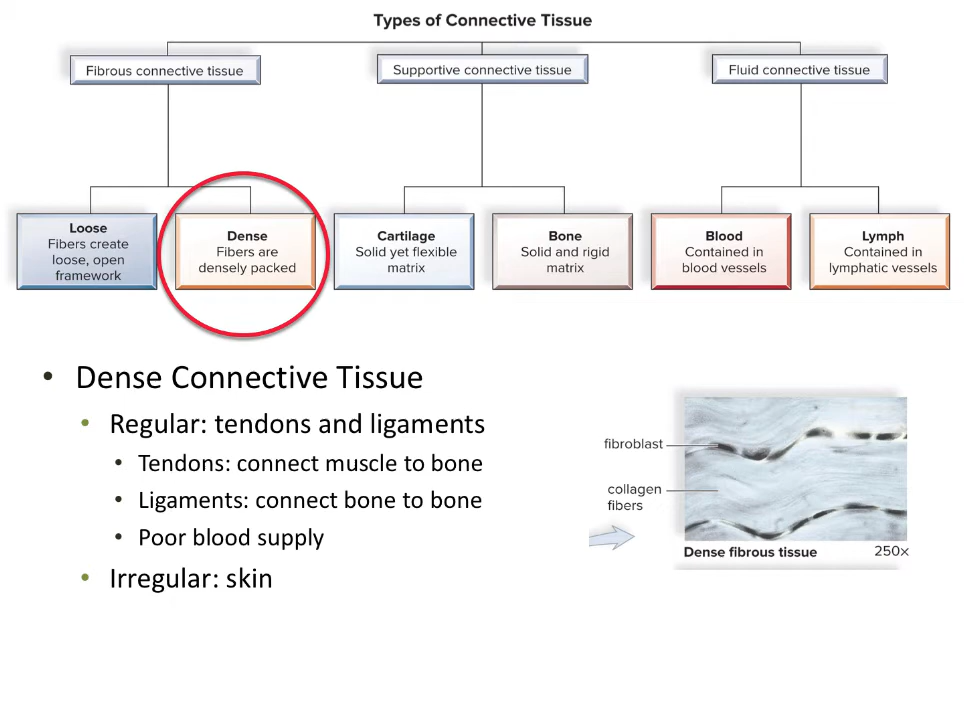 Types of Connective Tissue
Fibrous connective tissue
Supportive connective tissue
Fluid connective tissue
Loose
Fibers create
loose, open
framework
Dense
Fibers are
densely packed
Cartilage
Solid yet flexible
matrix
Bone
Solid and rigid
matrix
Blood
Contained in
blood vessels
Lymph
Contained in
lymphatic vessels
• Dense Connective Tissue
• Regular: tendons and ligaments
• Tendons: connect muscle to bone
• Ligaments: connect bone to bone
• Poor blood supply
• Irregular: skin
fibroblast
collagen
fibers
Dense fibrous tissue 250×